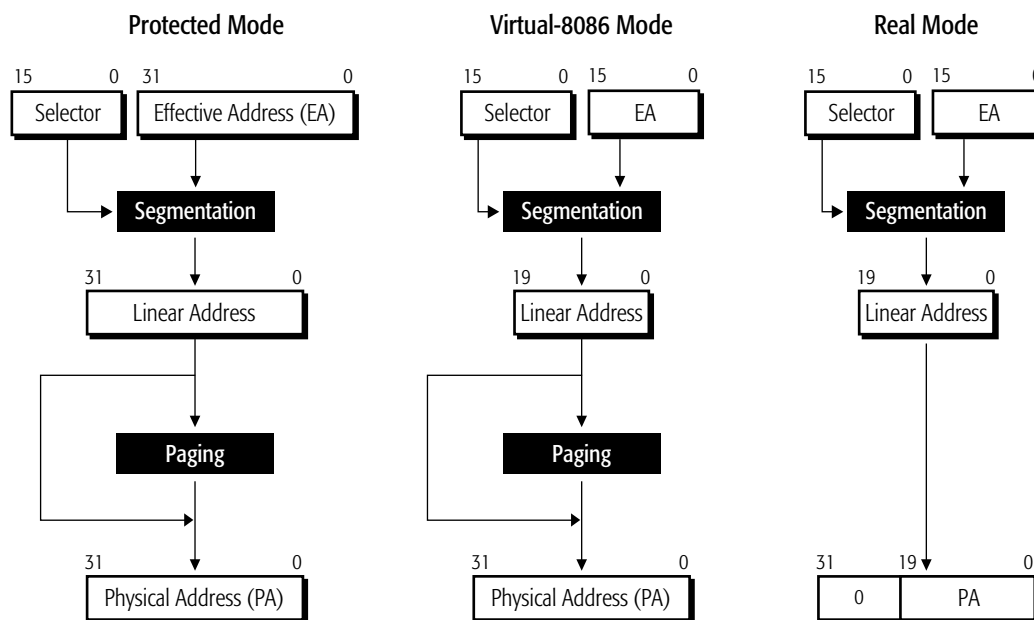 Protected Mode Virtual-8086 Mode Real Mode
15 0 31 0 15 0 15 0 15 0 15 0
Selector Effective Address (EA) Selector EA Selector EA
Segmentation Segmentation Segmentation
31 0 19 0 19 0
Linear Address Linear Address Linear Address
Paging Paging
31 0 31 0 31 19 0
Physical Address (PA) Physical Address (PA) 0 PA